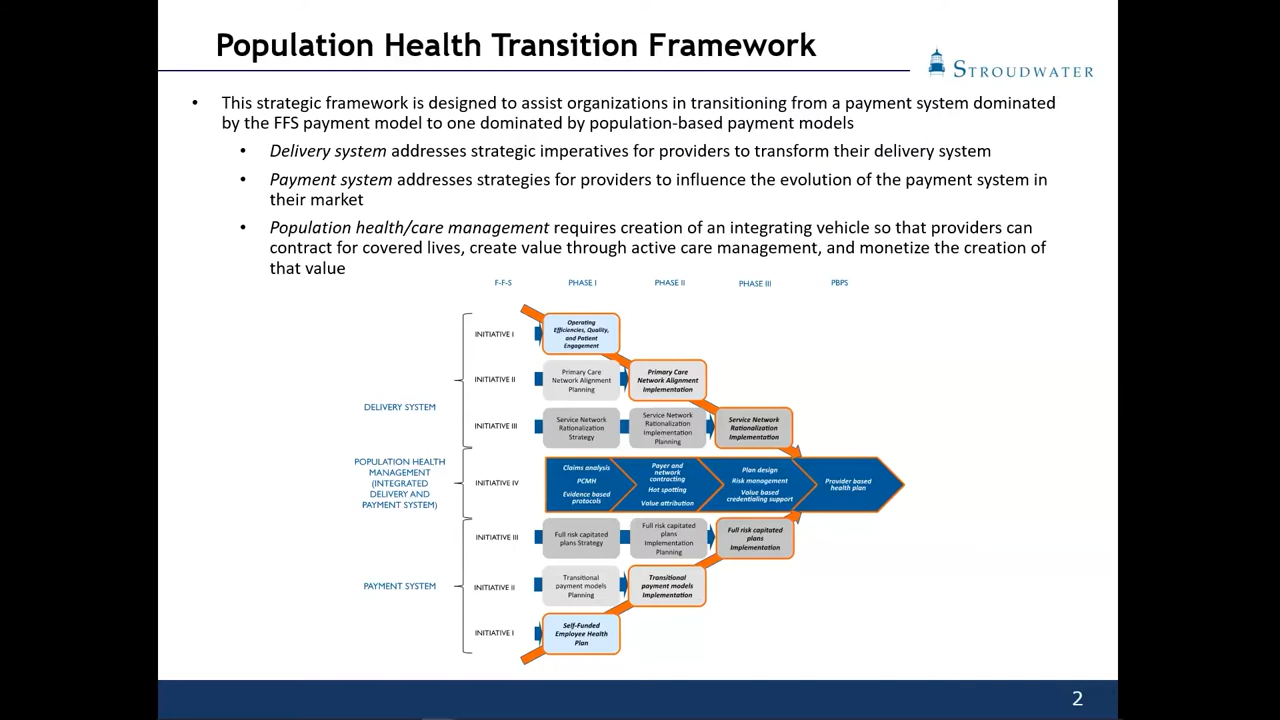 Population Health Transition Framework
STROUDWATER
• This strategic framework is designed to assist organizations in transitioning from a payment system dominated
by the FFS payment model to one dominated by population-based payment models
• Delivery system addresses strategic imperatives for providers to transform their delivery system
• Payment system addresses strategies for providers to influence the evolution of the payment system in
their market
• Population health/care management requires creation of an integrating vehicle so that providers can
contract for covered lives, create value through active care management, and monetize the creation of
that value
F-F-S PHASE I PHASE II PHASE III PBPS
DELIVERY SYSTEM
INITIATIVE I
Operating
Efficiencies, Quality,
and Patient
Engagement
INITIATIVE II
Primary Care
Network Alignment
Planning
Primary Care
Network Alignment
Implementation
INITIATIVE III
Service Network
Rationalization
Strategy
Service Network
Rationalization
Implementation
Planning
Service Network
Rationalization
Implementation
POPULATION HEALTH
MANAGEMENT
(INTEGRATED
DELIVERY AND
PAYMENT SYSTEM)
INITIATIVE IV
Claims analysis
PCMH
Evidence based
protocols
Payer and
network
contracting
Hot spotting
Value attribution
Plan design
Risk management
Value based
credentialing support
Provider based
health plan
PAYMENT SYSTEM
INITIATIVE III
Full risk capitated
plans Strategy
Full risk capitated
plans
Implementation
Planning
Full risk capitated
plans
Implementation
INITIATIVE II
Transitional
payment models
Planning
Transitional
payment models
Implementation
INITIATIVE I
Self-Funded
Employee Health
Plan
2